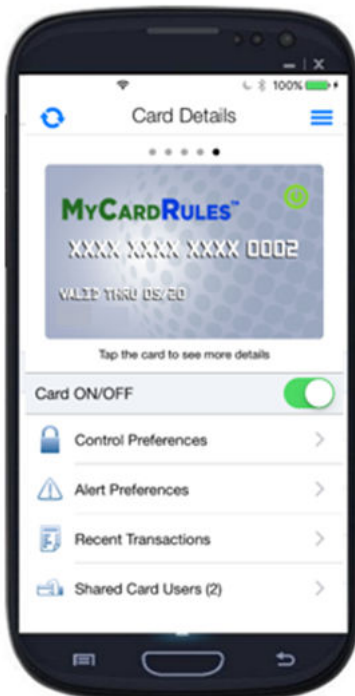 100%
Card Details
MYCARDRULES™
XXXX XXXX XXXX 0002
VALID THRU 05/20
Tap the card to see more details
Card ON/OFF
Control Preferences
Alert Preferences
Recent Transactions
Shared Card Users (2)